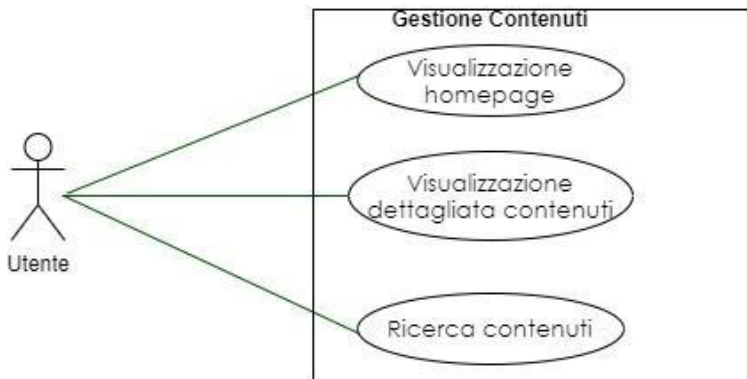 Gestione Contenuti
Visualizzazione
homepage
Visualizzazione
dettagliata contenuti
Utente
Ricerca contenuti